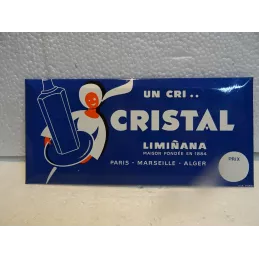 UN CRI..
CRISTAL
LIMIÑANA
MAISON FONDÉE EN 1884
PARIS - MARSEILLE - ALGER
PRIX